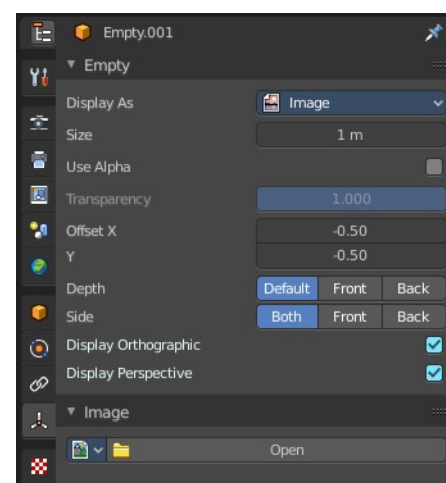 Empty.001
Empty
Display As Image
Size 1 m
Use Alpha
Transparency 1.000
Offset X -0.50
Y -0.50
Depth Default Front Back
Side Both Front Back
Display Orthographic
Display Perspective
Image
Open